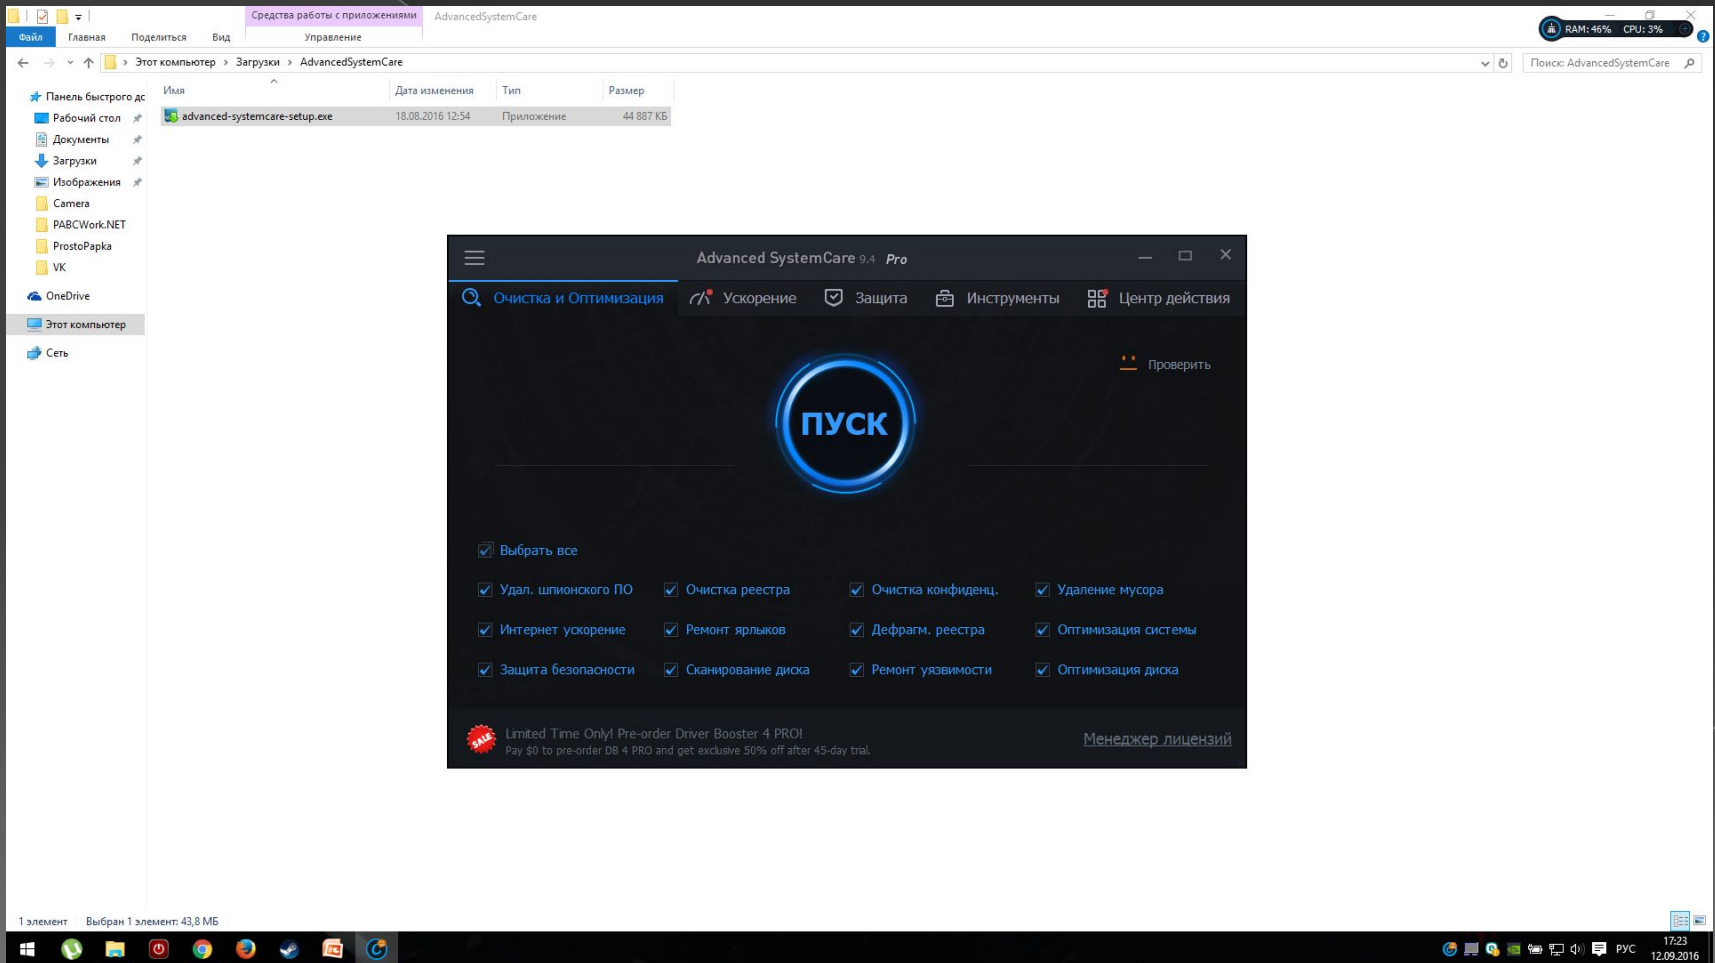 Средства работы с приложениями
AdvancedSystemCare
Файл
Главная
Поделиться
Вид
Управление
RAM: 46% CPU: 3%
Этот компьютер
Загрузки
AdvancedSystemCare
Поиск: AdvancedSystemCare
Имя
Дата изменения
Тип
Размер
advanced-systemcare-setup.exe
18.08.2016 12:54
Приложение
44 887 КБ
Панель быстрого дс
Рабочий стол
Документы
Загрузки
Изображения
Camera
PABCWork.NET
ProstoPapka
VK
OneDrive
Этот компьютер
Сеть
Advanced SystemCare 9.4 Pro
Очистка и Оптимизация
Ускорение
Защита
Инструменты
Центр действия
Проверить
ПУСК
Выбрать все
Удал. шпионского ПО
Очистка реестра
Очистка конфиденц.
Удаление мусора
Интернет ускорение
Ремонт ярлыков
Дефрагм. реестра
Оптимизация системы
Защита безопасности
Сканирование диска
Ремонт уязвимости
Оптимизация диска
SALE
Limited Time Only! Pre-order Driver Booster 4 PRO!
Pay $0 to pre-order DB 4 PRO and get exclusive 50% off after 45-day trial.
Менеджер лицензий
1 элемент
Выбран 1 элемент: 43,8 МБ
РУС
17:23
12.09.2016